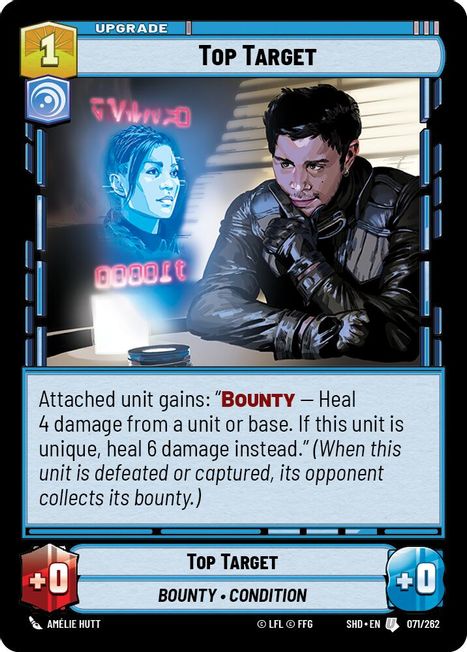 UPGRADE
1
TOP TARGET
Attached unit gains: “BOUNTY — Heal
4 damage from a unit or base. If this unit is
unique, heal 6 damage instead.” (When this
unit is defeated or captured, its opponent
collects its bounty.)
TOP TARGET
+0
+0
BOUNTY • CONDITION
AMÉLIE HUTT
© LFL © FFG
SHD • EN
U
071/262